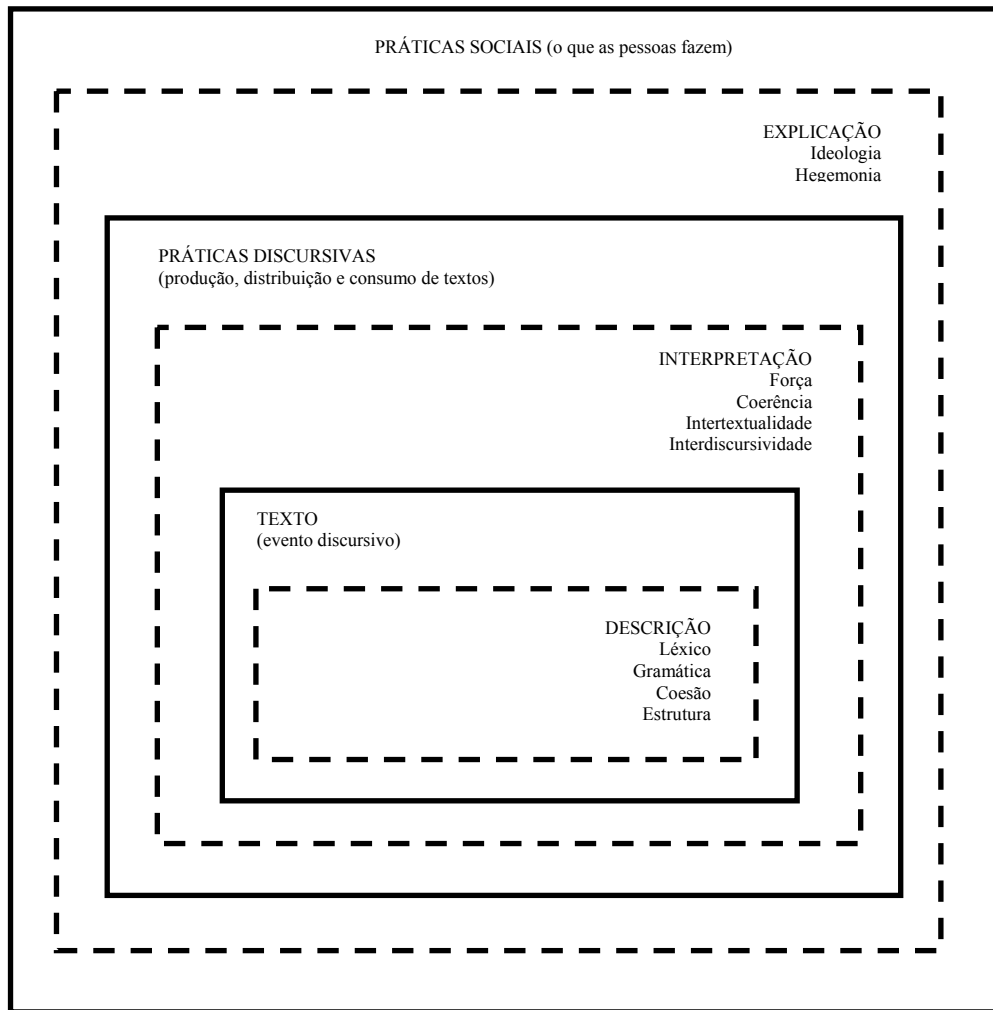 PRÁTICAS SOCIAIS (o que as pessoas fazem)
EXPLICAÇÃO
Ideologia
Hegemonia
PRÁTICAS DISCURSIVAS
(produção, distribuição e consumo de textos)
INTERPRETAÇÃO
Força
Coerência
Intertextualidade
Interdiscursividade
TEXTO
(evento discursivo)
DESCRIÇÃO
Léxico
Gramática
Coesão
Estrutura